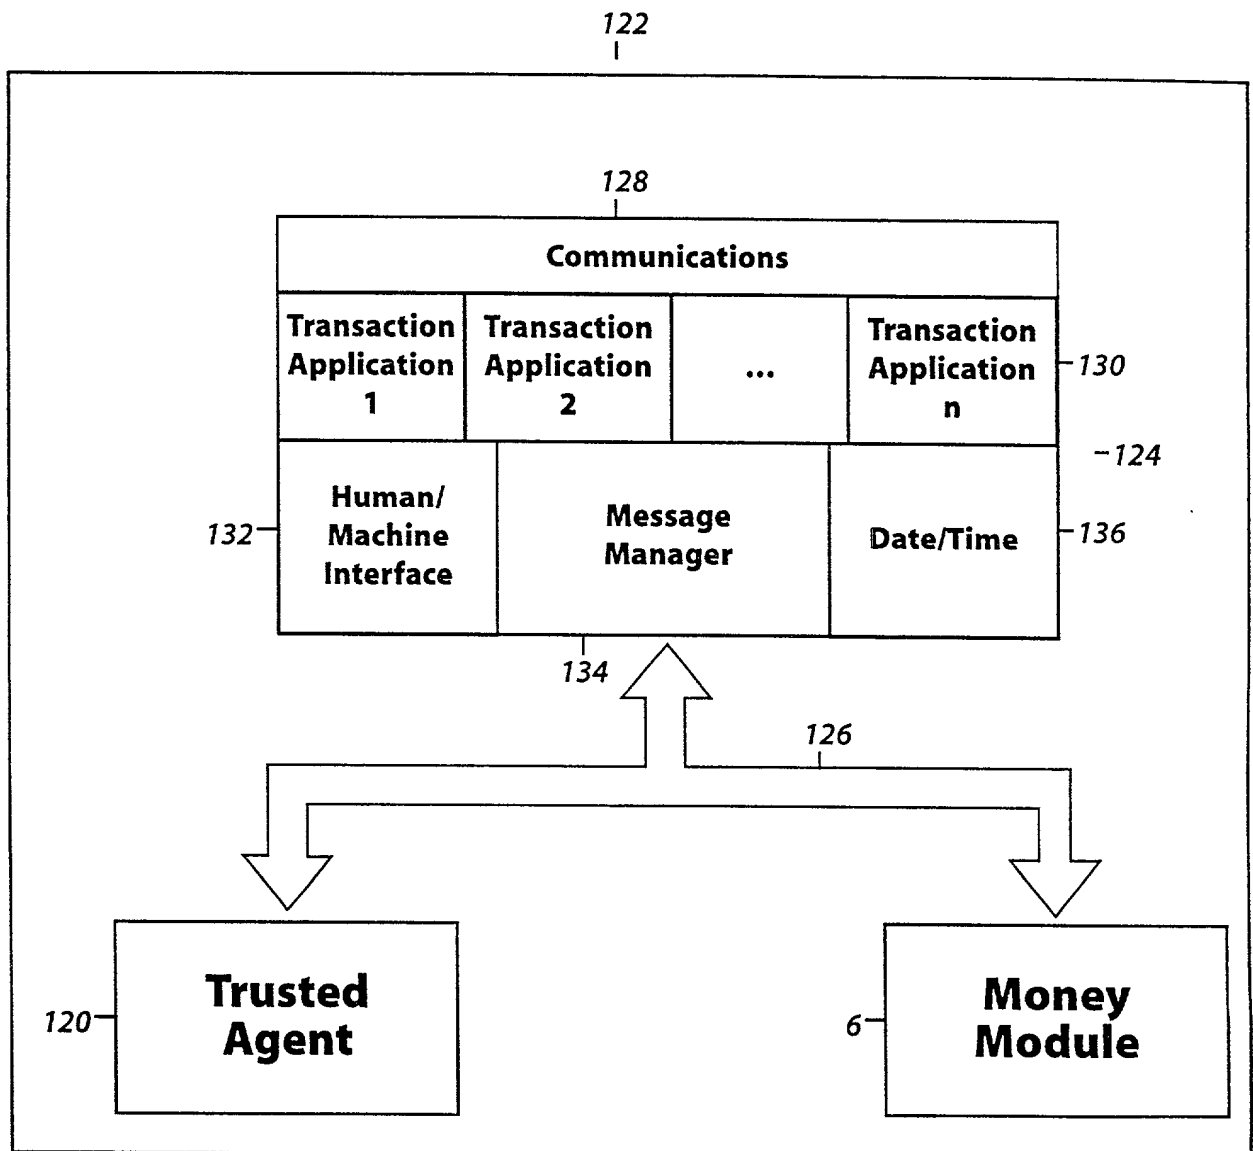 122
128
Communications
Transaction
Application
1
Transaction
Application
2
...
Transaction
Application
n
130
124
132
Human/
Machine
Interface
Message
Manager
Date/Time
136
134
126
120
Trusted
Agent
6
Money
Module